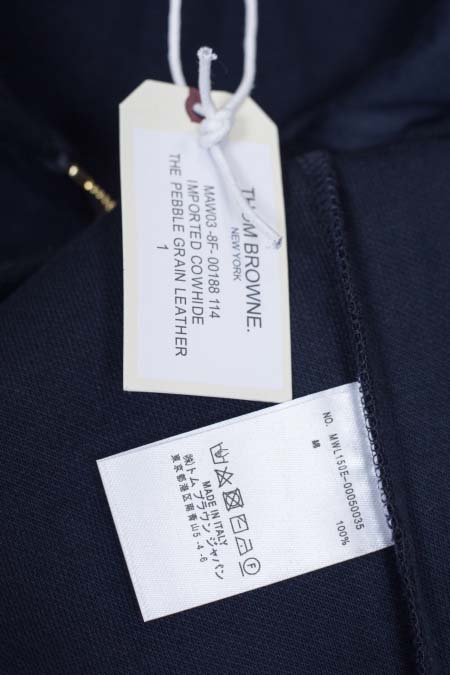 THOM BROWNE.
NEW YORK
MAW03 -8F- 00188 114
IMPORTED COWHIDE
THE PEBBLE GRAIN LEATHER
1
NO. MWL150E-00050035
綿 100%
F
MADE IN ITALY
㈱トム ブラウン ジャパン
東京都港区南青山5-4-6